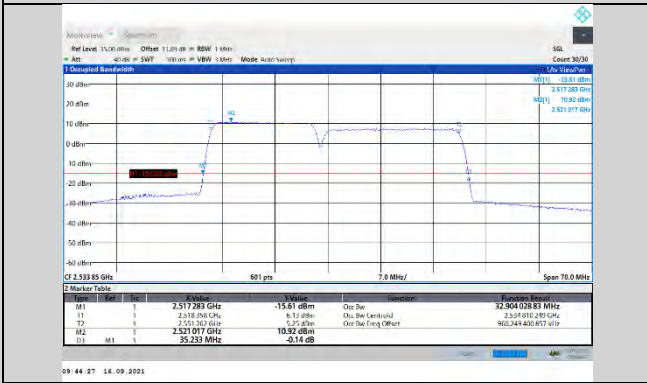 MultiView Spectrum
Ref Level 35.00 dBm Offset 11.89 dB RBW 1 MHz SGL
Att 40 dB SWT 100 ms VBW 3 MHz Mode Auto Sweep Count 30/30
1 Occupied Bandwidth 1Av ViewPwr
M1[1] -15.61 dBm
2.517 283 GHz
M2[1] 10.92 dBm
2.521 017 GHz
30 dBm
20 dBm
10 dBm
0 dBm
-10 dBm
-20 dBm
-30 dBm
-40 dBm
-50 dBm
-60 dBm
M2
M1
CF 2.533 85 GHz 601 pts 7.0 MHz/ Span 70.0 MHz
2 Marker Table
Type Ref Trc X-Value Y-Value Function Function Result
M1 1 2.517 283 GHz -15.61 dBm Occ Bw 32.904 028 83 MHz
T1 1 2.518 358 GHz 6.13 dBm Occ Bw Centroid 2.534 810 249 GHz
T2 1 2.551 262 GHz 5.25 dBm Occ Bw Freq Offset 960.249 400 857 kHz
M2 1 2.521 017 GHz 10.92 dBm
D3 M1 1 35.233 MHz -0.14 dB
09:44:27 16.09.2021